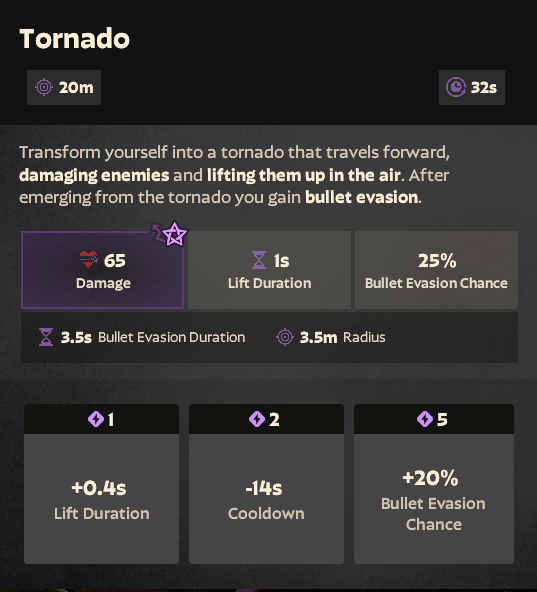 Tornado
20m
32s
Transform yourself into a tornado that travels forward,
damaging enemies and lifting them up in the air. After
emerging from the tornado you gain bullet evasion.
65
Damage
1s
Lift Duration
25%
Bullet Evasion Chance
3.5s Bullet Evasion Duration
3.5m Radius
1
+0.4s
Lift Duration
2
-14s
Cooldown
5
+20%
Bullet Evasion
Chance